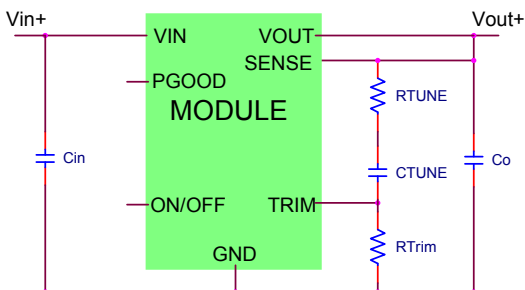 Vin+
Vout+
VIN
VOUT
SENSE
PGOOD
MODULE
RTUNE
Cin
CTUNE
Co
ON/OFF
TRIM
GND
RTrim